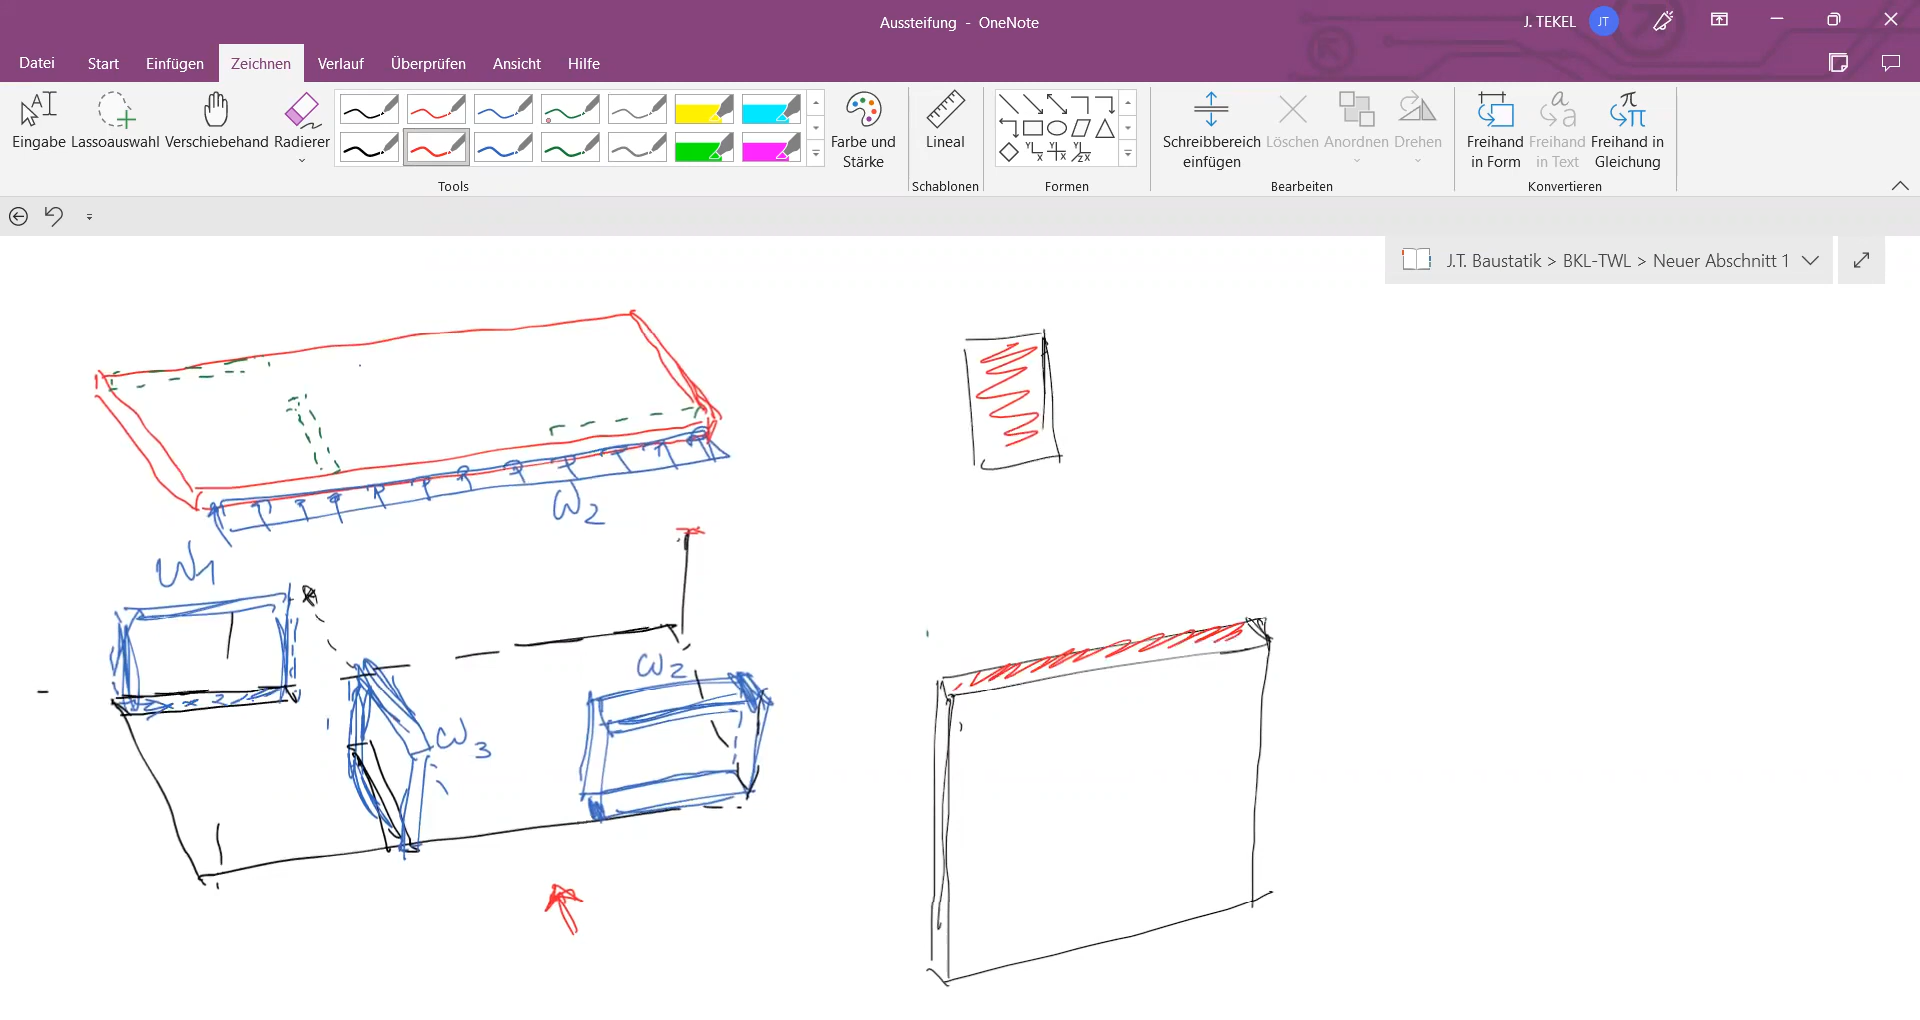 Aussteifung - OneNote
J. TEKEL JT
Datei Start Einfügen Zeichnen Verlauf Überprüfen Ansicht Hilfe
Eingabe Lassoauswahl Verschiebehand Radierer
Farbe und Stärke
Lineal
Schreibbereich einfügen
Löschen Anordnen Drehen
Freihand in Form
Freihand in Text
Freihand in Gleichung
Tools Schablonen Formen Bearbeiten Konvertieren
J.T. Baustatik > BKL-TWL > Neuer Abschnitt 1
W2
W1
W2
W3